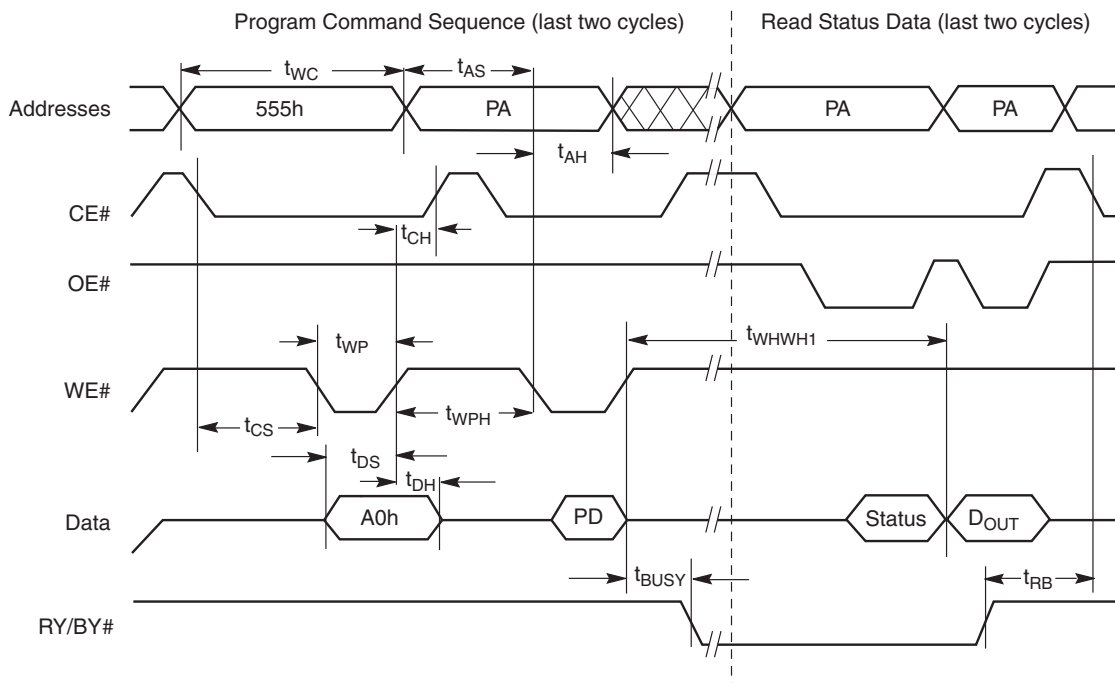 Program Command Sequence (last two cycles)
Read Status Data (last two cycles)
tWC
tAS
Addresses
555h
PA
PA
PA
tAH
CE#
tCH
OE#
tWP
tWHWH1
WE#
tCS
tWPH
tDS
tDH
Data
A0h
PD
Status
DOUT
tBUSY
tRB
RY/BY#